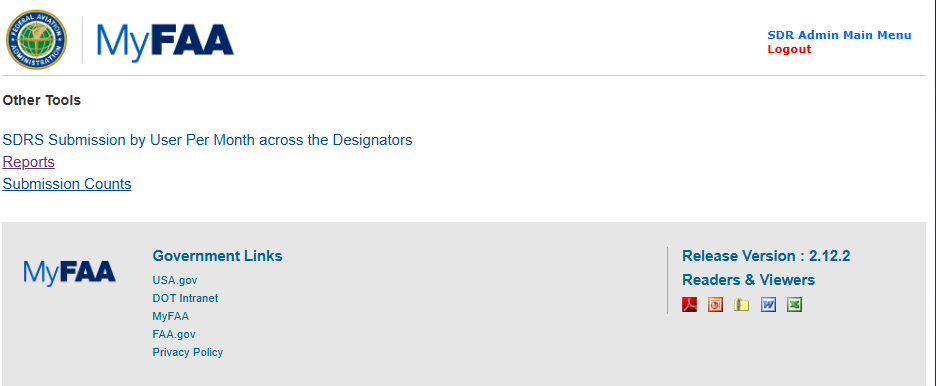 FEDERAL AVIATION
ADMINISTRATION
MyFAA
SDR Admin Main Menu
Logout
Other Tools
SDRS Submission by User Per Month across the Designators
Reports
Submission Counts
MyFAA
Government Links
USA.gov
DOT Intranet
MyFAA
FAA.gov
Privacy Policy
Release Version : 2.12.2
Readers & Viewers